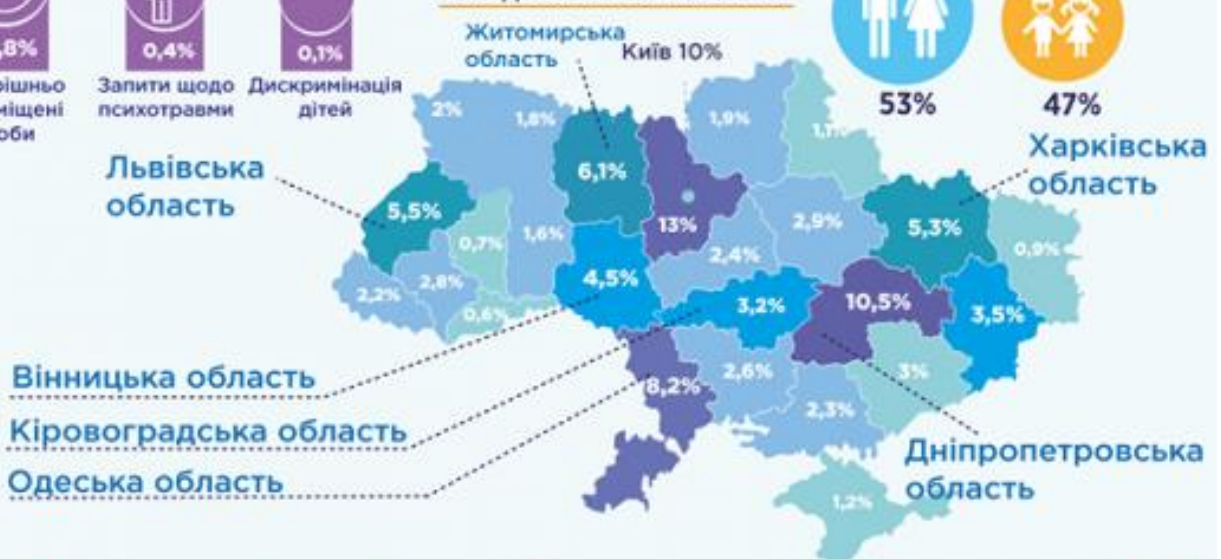 ,8%
0,4%
0,1%
Запити щодо
психотравми
Дискримінація
дітей
53%
47%
Житомирська
область
Київ 10%
Львівська
область
Харківська
область
2%
1,8%
1,9%
1,1%
6,1%
5,5%
0,7%
1,6%
13%
2,9%
5,3%
0,9%
2,4%
2,2%
2,8%
4,5%
3,2%
10,5%
3,5%
0,6%
8,2%
2,6%
3%
2,3%
1,2%
Вінницька область
Кіровоградська область
Одеська область
Дніпропетровська
область